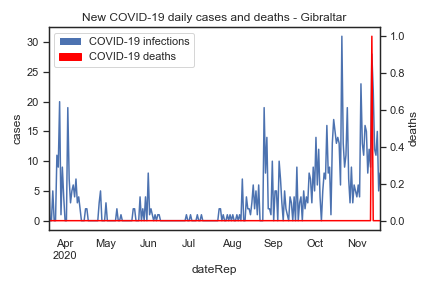 New COVID-19 daily cases and deaths - Gibraltar
COVID-19 infections
COVID-19 deaths
30
25
20
15
10
5
0
cases
1.0
0.8
0.6
0.4
0.2
0.0
deaths
Apr May Jun Jul Aug Sep Oct Nov
2020
dateRep